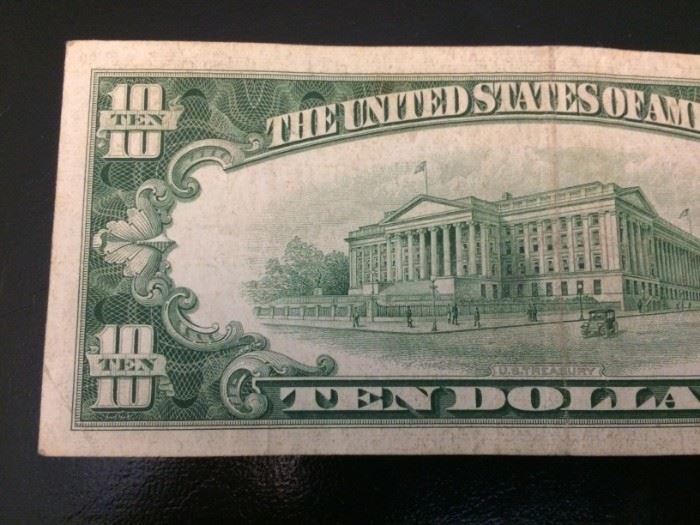 10
TEN
THE UNITED STATES OF AM
10
TEN
U.S. TREASURY
TEN DOLLA